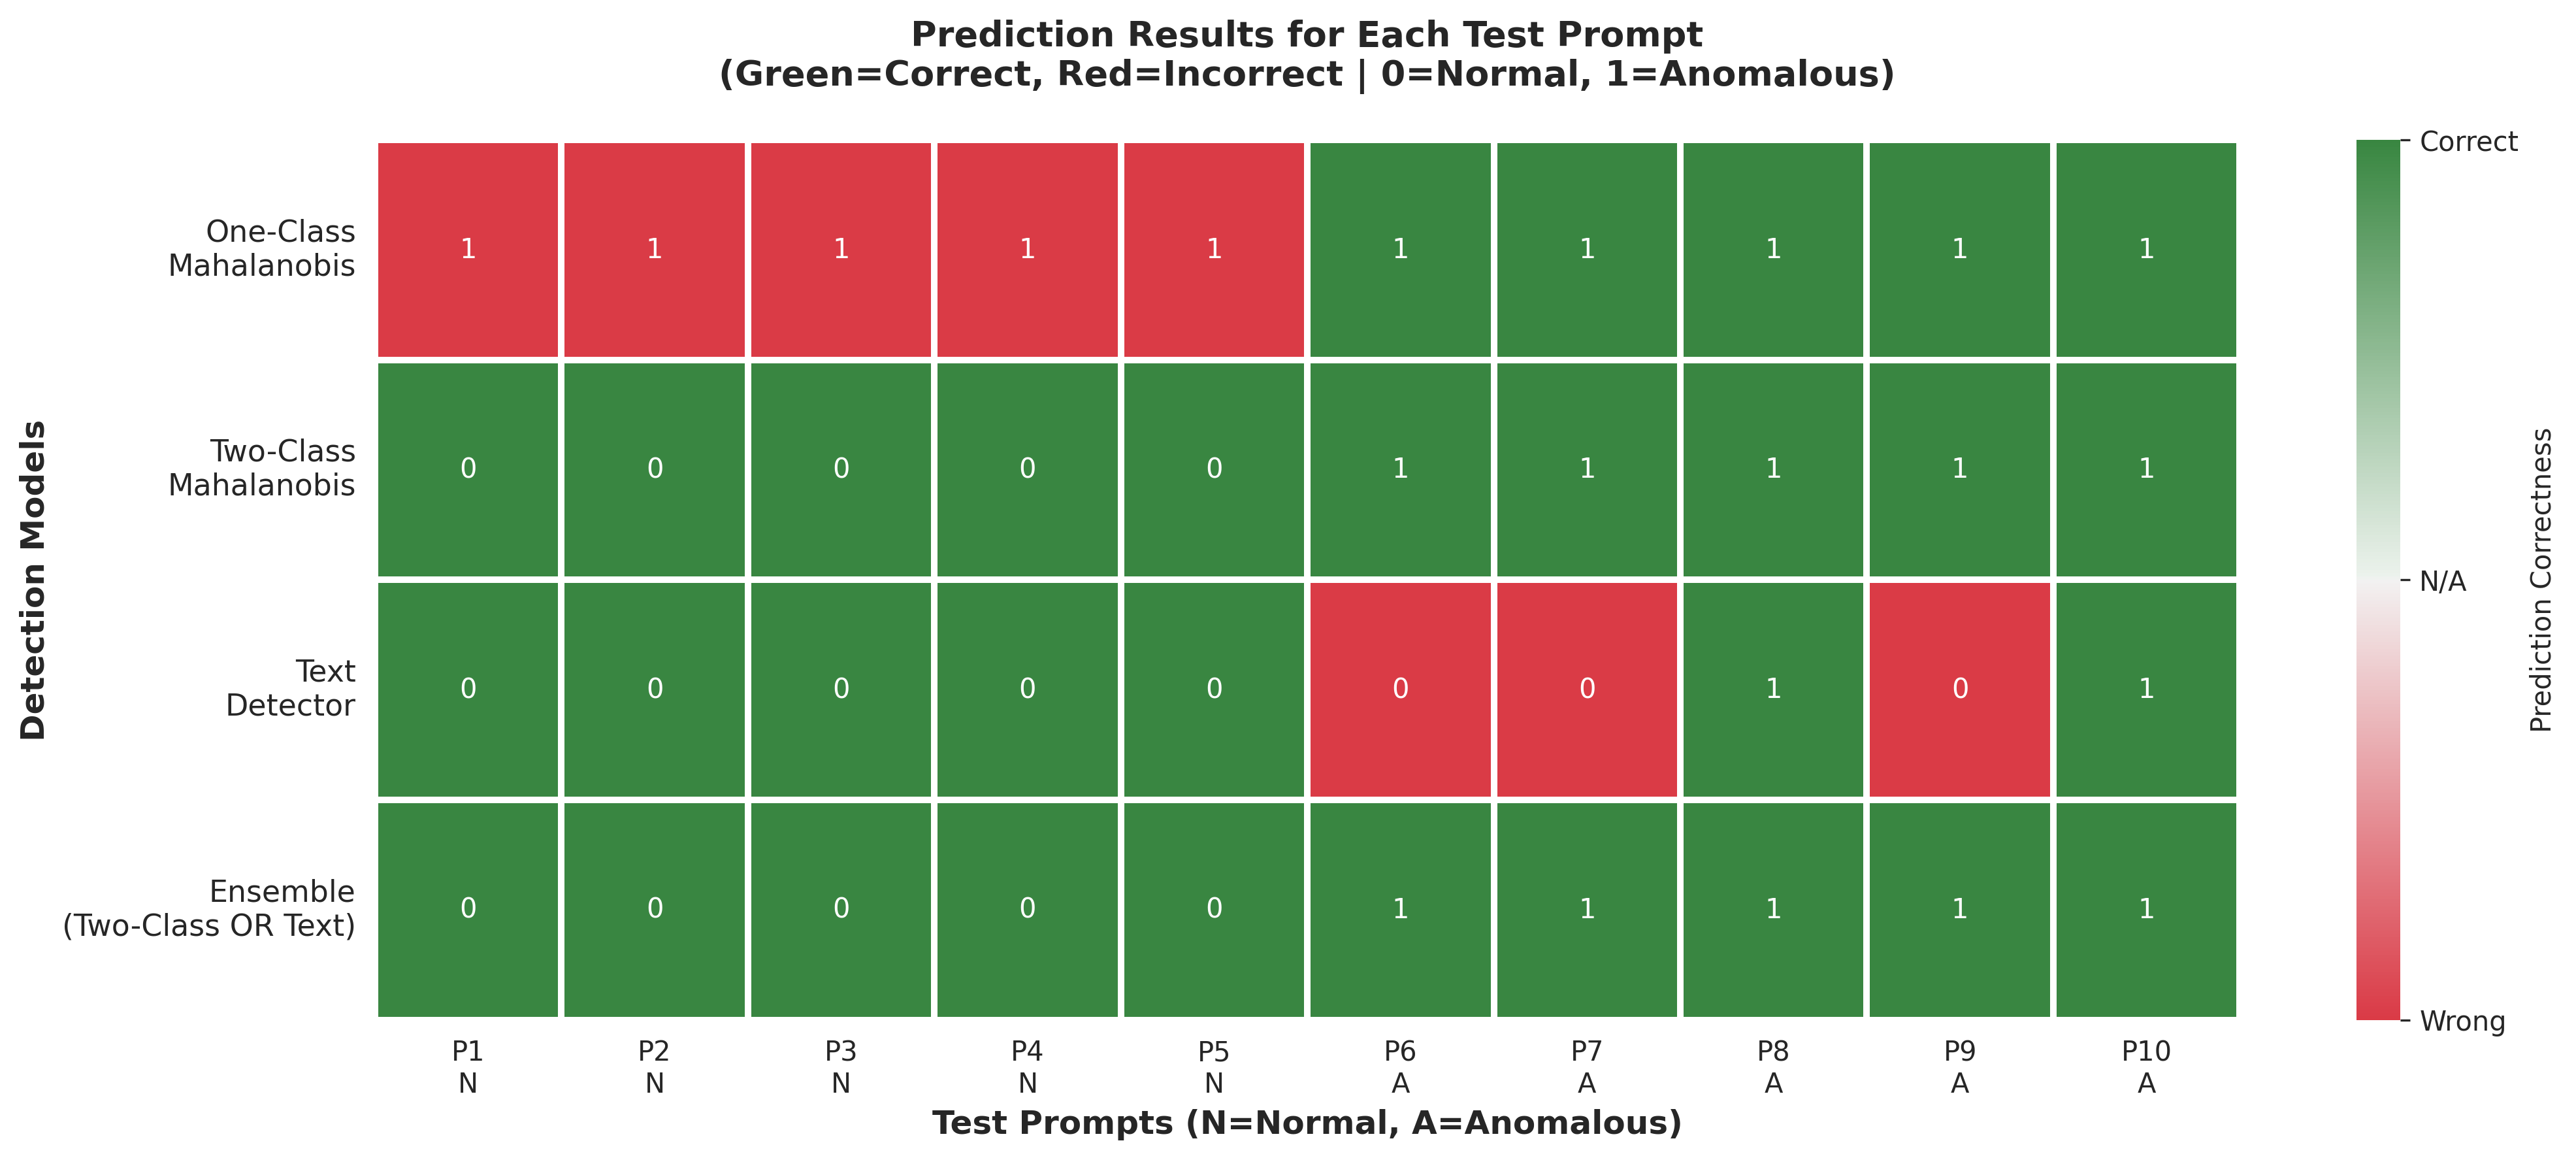 Prediction Results for Each Test Prompt
(Green=Correct, Red=Incorrect | 0=Normal, 1=Anomalous)
Detection Models
One-Class
Mahalanobis
1 1 1 1 1 1 1 1 1 1
Two-Class
Mahalanobis
0 0 0 0 0 1 1 1 1 1
Text
Detector
0 0 0 0 0 0 0 1 0 1
Ensemble
(Two-Class OR Text)
0 0 0 0 0 1 1 1 1 1
P1 P2 P3 P4 P5 P6 P7 P8 P9 P10
N N N N N A A A A A
Test Prompts (N=Normal, A=Anomalous)
Correct
N/A
Wrong
Prediction Correctness